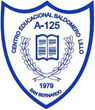 CENTRO EDUCACIONAL BALDOMERO LILLO
A-125
1979
SAN BERNARDO